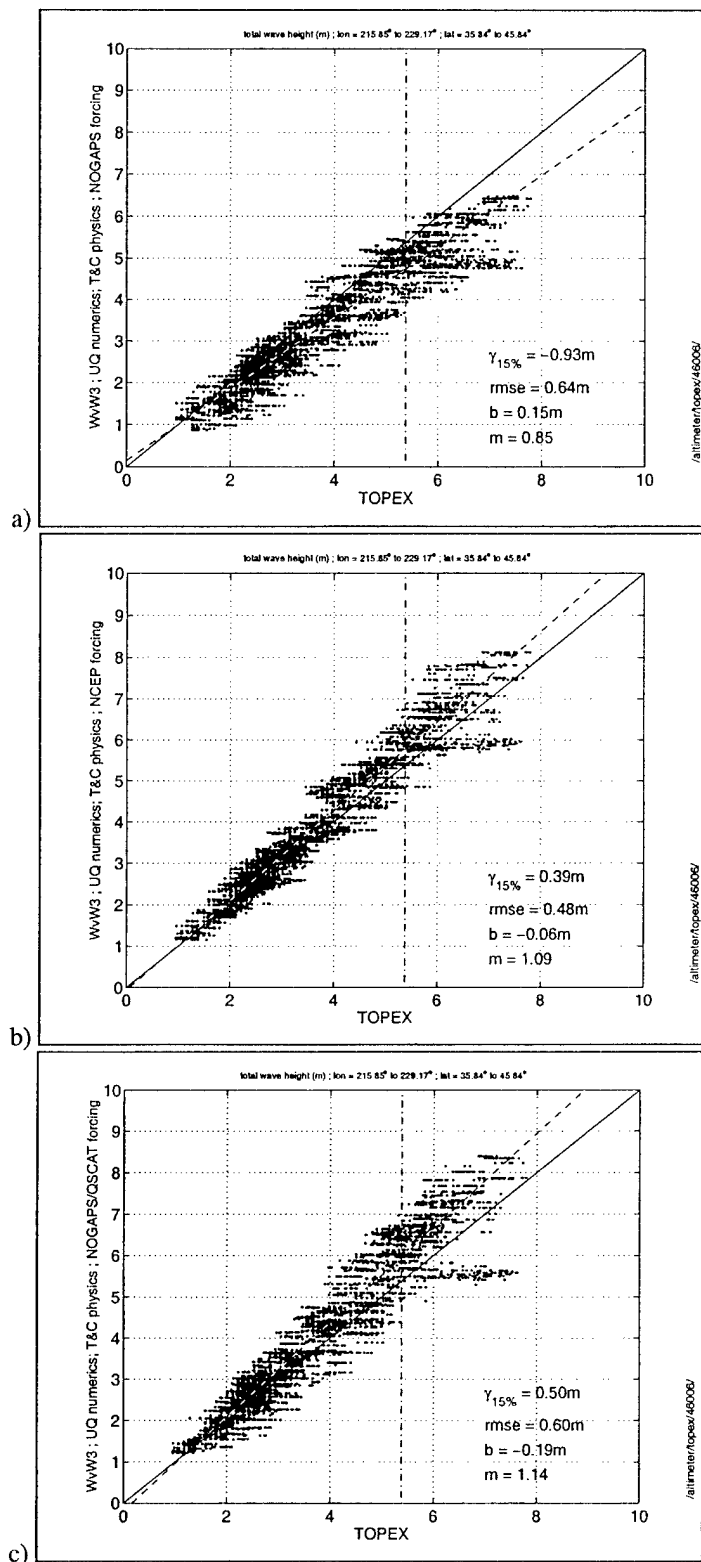 total wave height (m) ; lon = 215.85° to 229.17° ; lat = 35.84° to 45.84°
10
9
8
7
6
5
4
3
2
1
0
WvW3 ; UQ numerics; T&C physics ; NOGAPS forcing
γ15% = −0.93m
rmse = 0.64m
b = 0.15m
m = 0.85
0 2 4 6 8 10
TOPEX
/altimeter/topex/46006/
a)
total wave height (m) ; lon = 215.85° to 229.17° ; lat = 35.84° to 45.84°
10
9
8
7
6
5
4
3
2
1
0
WvW3 ; UQ numerics; T&C physics ; NCEP forcing
γ15% = 0.39m
rmse = 0.48m
b = −0.06m
m = 1.09
0 2 4 6 8 10
TOPEX
/altimeter/topex/46006/
b)
total wave height (m) ; lon = 215.85° to 229.17° ; lat = 35.84° to 45.84°
10
9
8
7
6
5
4
3
2
1
0
WvW3 ; UQ numerics; T&C physics ; NOGAPS/QSCAT forcing
γ15% = 0.50m
rmse = 0.60m
b = −0.19m
m = 1.14
0 2 4 6 8 10
TOPEX
/altimeter/topex/46006/
c)